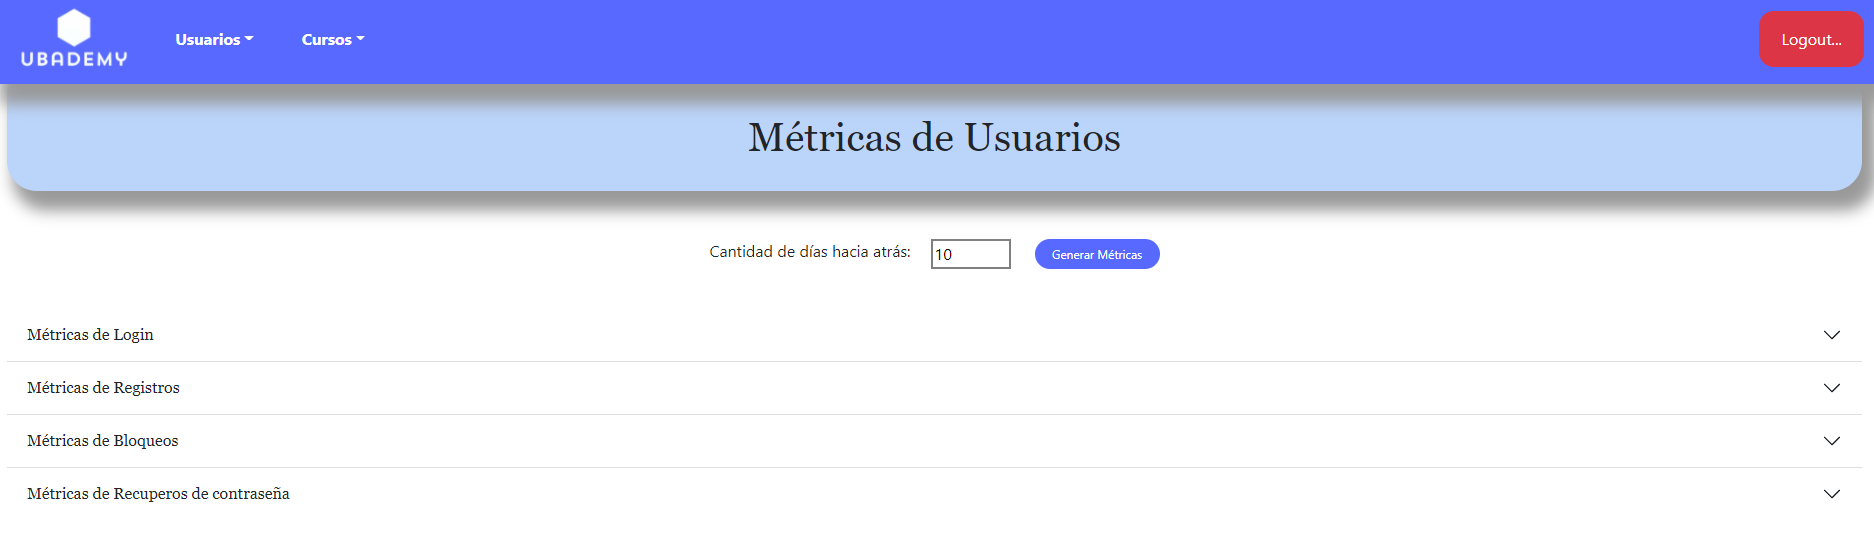 UBADEMY
Usuarios
Cursos
Logout...
Métricas de Usuarios
Cantidad de días hacia atrás:
10
Generar Métricas
Métricas de Login
Métricas de Registros
Métricas de Bloqueos
Métricas de Recuperos de contraseña